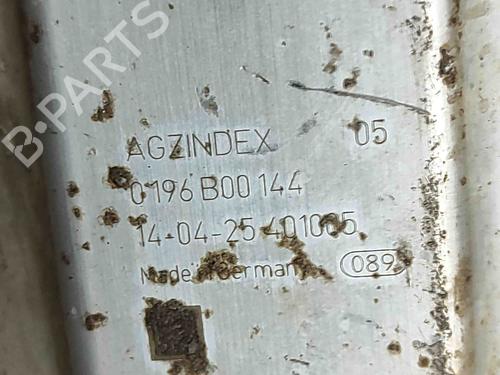 B-PARTS
AGZINDEX 05
0196 B00 144
14-04-25 401005
Made in Germany 089